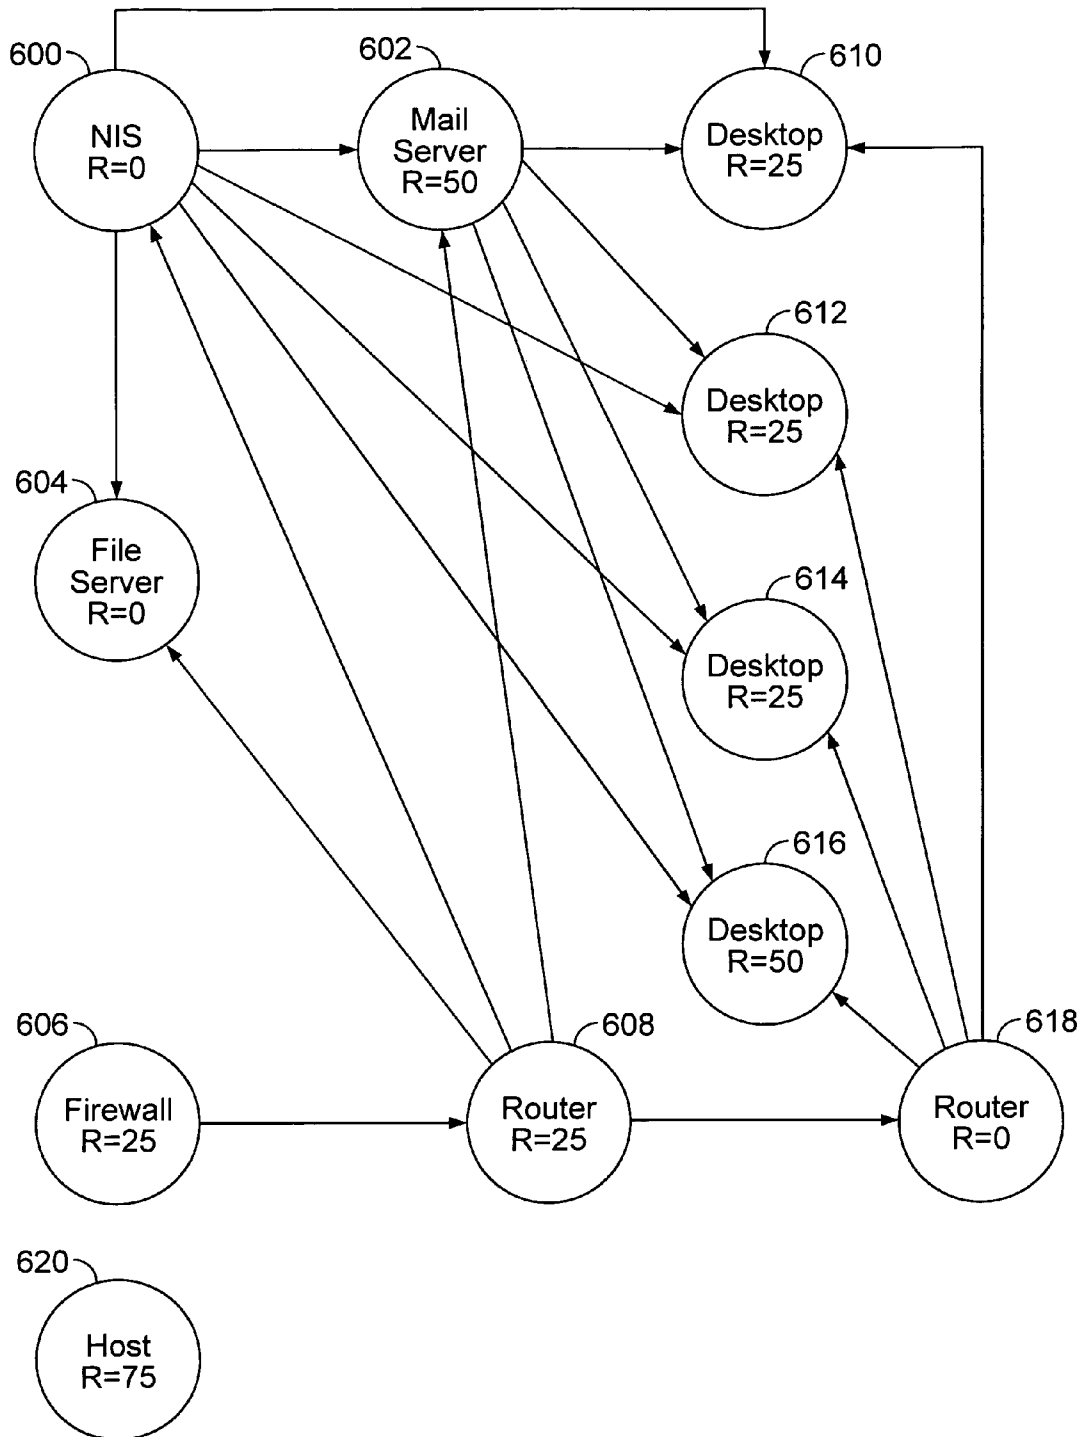 600
NIS
R=0
602
Mail
Server
R=50
610
Desktop
R=25
612
Desktop
R=25
604
File
Server
R=0
614
Desktop
R=25
616
Desktop
R=50
606
Firewall
R=25
608
Router
R=25
618
Router
R=0
620
Host
R=75